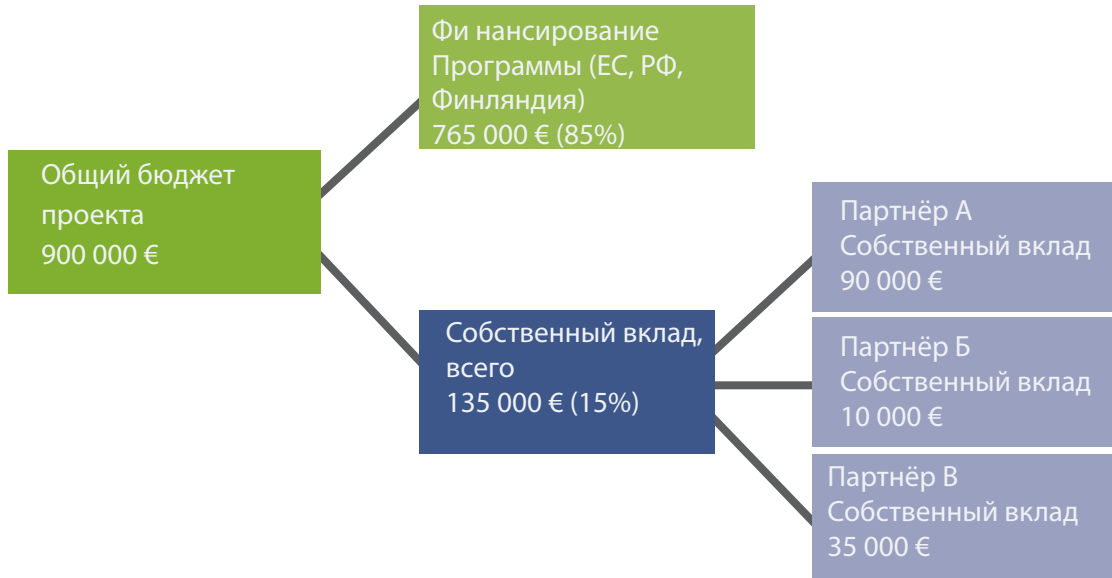 Фи нансирование
Программы (ЕС, РФ,
Финляндия)
765 000 € (85%)
Общий бюджет
проекта
900 000 €
Собственный вклад,
всего
135 000 € (15%)
Партнёр А
Собственный вклад
90 000 €
Партнёр Б
Собственный вклад
10 000 €
Партнёр В
Собственный вклад
35 000 €